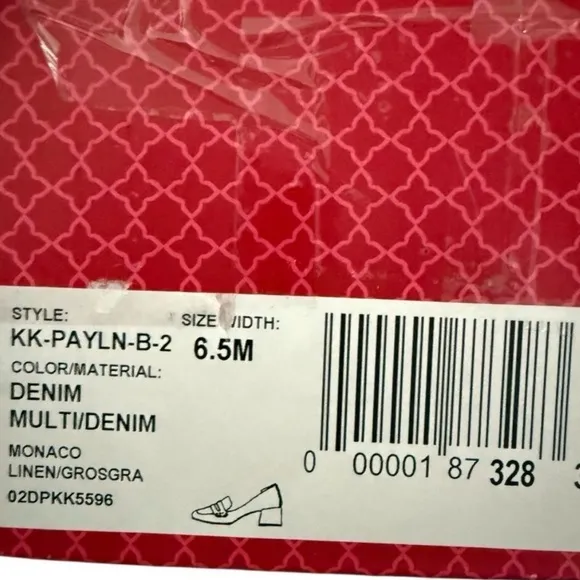 STYLE:
KK-PAYLN-B-2
SIZE WIDTH:
6.5M
COLOR/MATERIAL:
DENIM
MULTI/DENIM
MONACO
LINEN/GROSGRA
02DPKK5596
0 00001 87 328